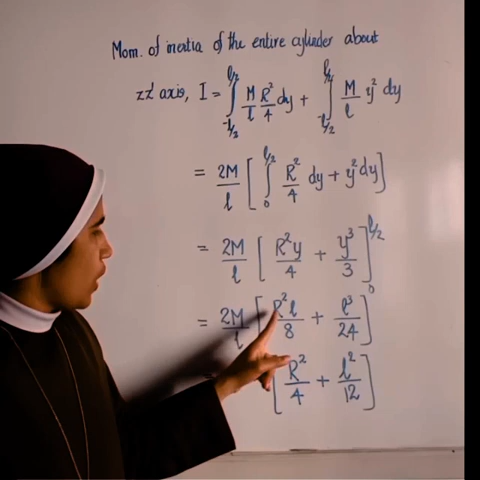 Mom. of inertia of the entire cylinder about
zz' axis, I = ∫_{-l/2}^{l/2} M/l R²/4 dy + ∫_{-l/2}^{l/2} M/l y² dy
= 2M/l [ ∫_0^{l/2} R²/4 dy + y² dy ]
= 2M/l [ R²y/4 + y³/3 ]_0^{l/2}
= 2M/l [ R²l/8 + l³/24 ]
[ R²/4 + l²/12 ]